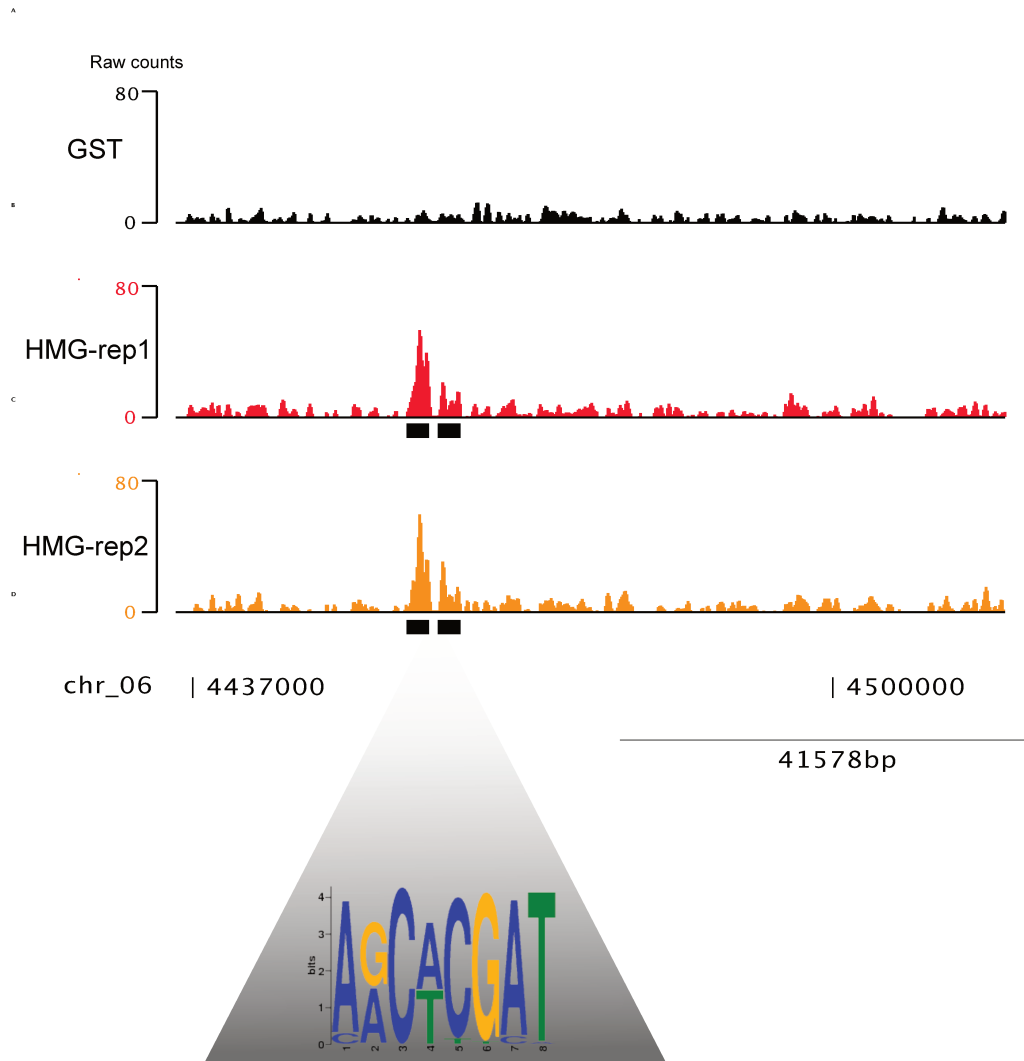 A
Raw counts
80
GST
B
0
80
HMG-rep1
C
0
80
HMG-rep2
D
0
chr_06 | 4437000 | 4500000
41578bp
4
3
2
1
0
bits
A G C A C G A T
C A T
C
1 2 3 4 5 6 7 8